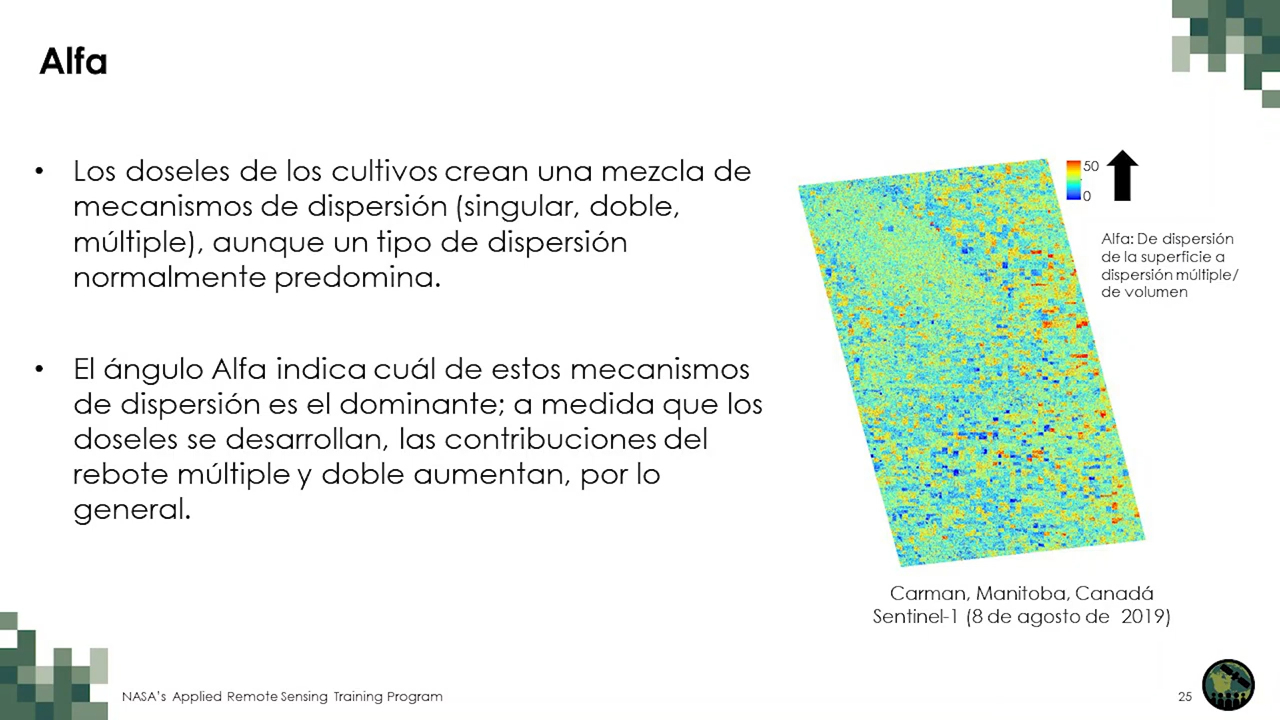 Alfa
• Los doseles de los cultivos crean una mezcla de
mecanismos de dispersión (singular, doble,
múltiple), aunque un tipo de dispersión
normalmente predomina.
• El ángulo Alfa indica cuál de estos mecanismos
de dispersión es el dominante; a medida que los
doseles se desarrollan, las contribuciones del
rebote múltiple y doble aumentan, por lo
general.
50
0
Alfa: De dispersión
de la superficie a
dispersión múltiple/
de volumen
Carman, Manitoba, Canadá
Sentinel-1 (8 de agosto de 2019)
NASA's Applied Remote Sensing Training Program
25